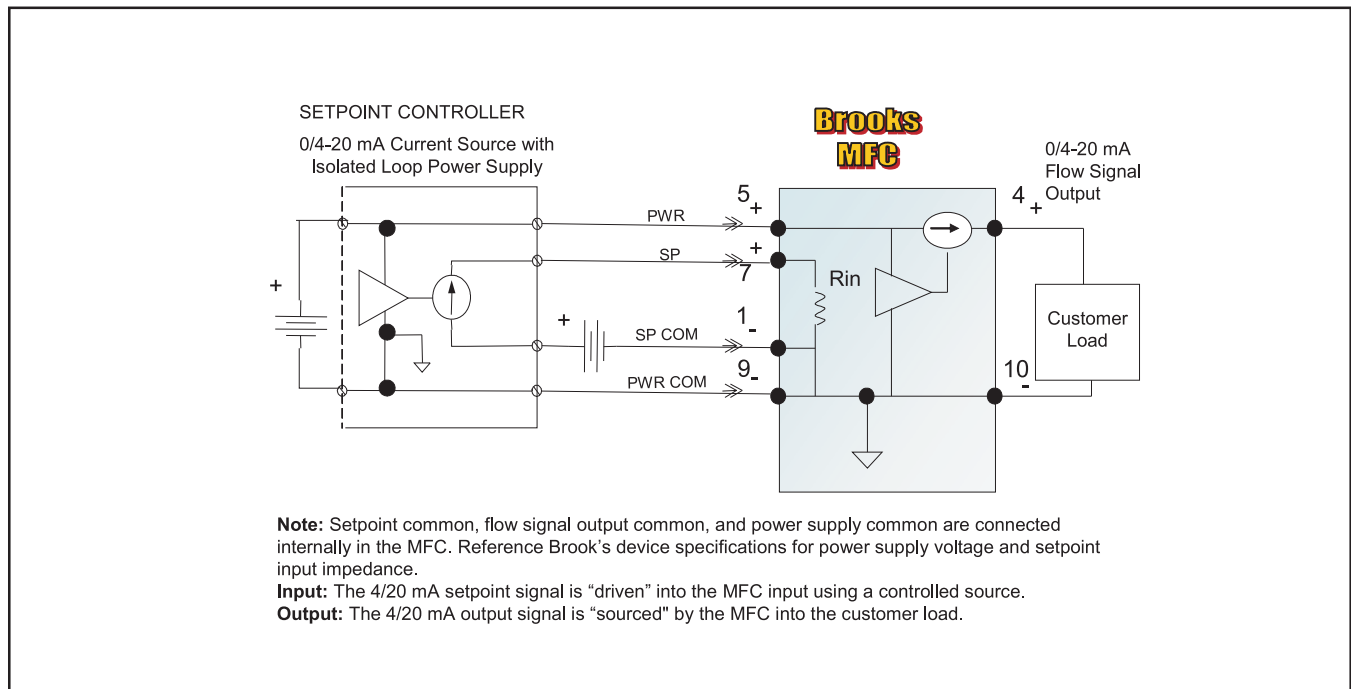 SETPOINT CONTROLLER
0/4-20 mA Current Source with
Isolated Loop Power Supply
Brooks
MFC
0/4-20 mA
Flow Signal
Output
5
+
PWR
4
+
+
SP
7
Rin
+
+
1
-
SP COM
Customer
Load
9
-
PWR COM
10
-
Note: Setpoint common, flow signal output common, and power supply common are connected
internally in the MFC. Reference Brook's device specifications for power supply voltage and setpoint
input impedance.
Input: The 4/20 mA setpoint signal is “driven” into the MFC input using a controlled source.
Output: The 4/20 mA output signal is “sourced" by the MFC into the customer load.